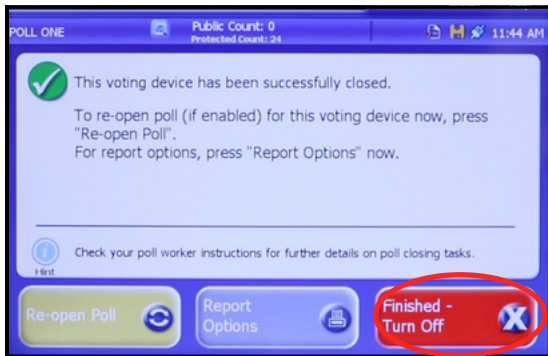 POLL ONE
Public Count: 0
Protected Count: 24
11:44 AM
This voting device has been successfully closed.
To re-open poll (if enabled) for this voting device now, press
"Re-open Poll".
For report options, press "Report Options" now.
Check your poll worker instructions for further details on poll closing tasks.
Hint
Re-open Poll
Report
Options
Finished -
Turn Off